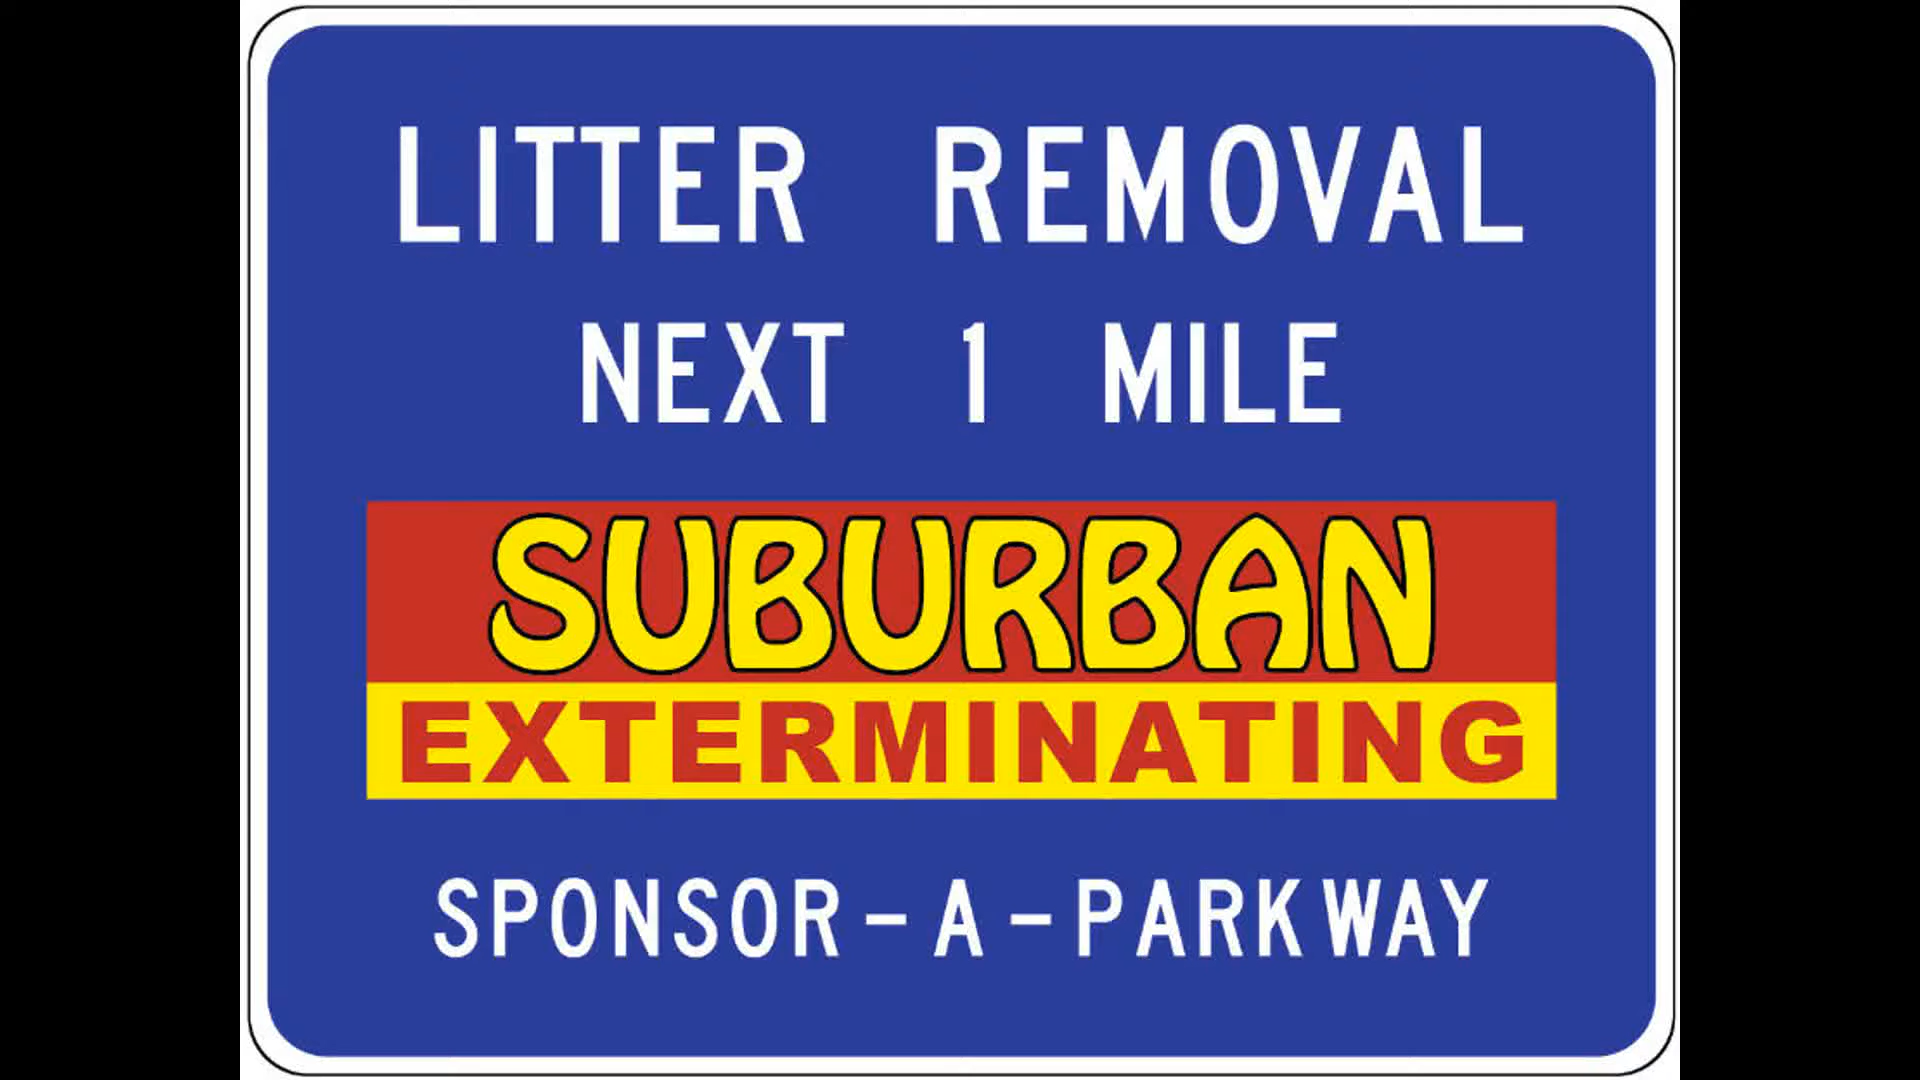 LITTER REMOVAL
NEXT 1 MILE
SUBURBAN
EXTERMINATING
SPONSOR-A-PARKWAY